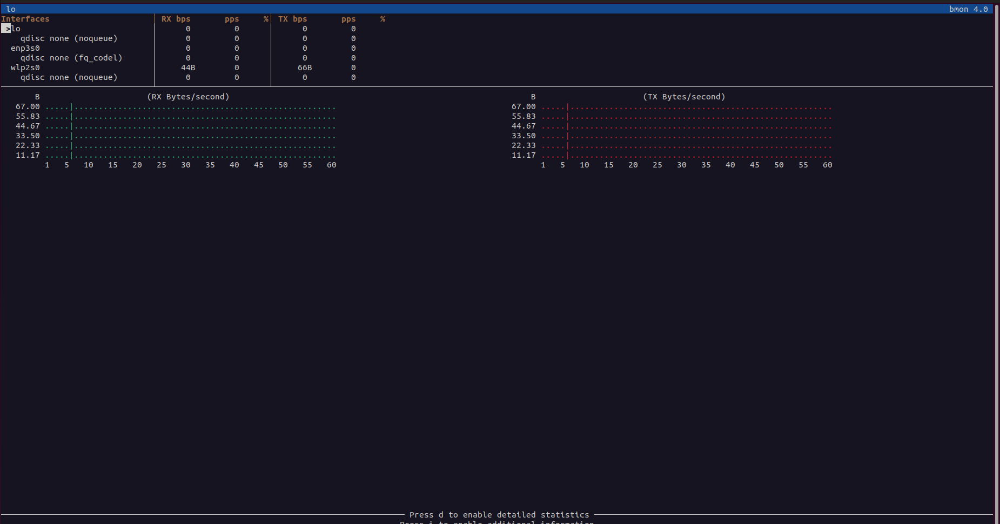 lo bmon 4.0
Interfaces RX bps pps % TX bps pps %
>lo 0 0 0 0
qdisc none (noqueue) 0 0 0 0
enp3s0 0 0 0 0
qdisc none (fq_codel) 0 0 0 0
wlp2s0 44B 0 66B 0
qdisc none (noqueue) 0 0 0 0
B (RX Bytes/second)
67.00 .....|......................................................
55.83 .....|......................................................
44.67 .....|......................................................
33.50 .....|......................................................
22.33 .....|......................................................
11.17 .....|......................................................
1 5 10 15 20 25 30 35 40 45 50 55 60
B (TX Bytes/second)
67.00 .....|......................................................
55.83 .....|......................................................
44.67 .....|......................................................
33.50 .....|......................................................
22.33 .....|......................................................
11.17 .....|......................................................
1 5 10 15 20 25 30 35 40 45 50 55 60
Press d to enable detailed statistics
Press i to enable additional information